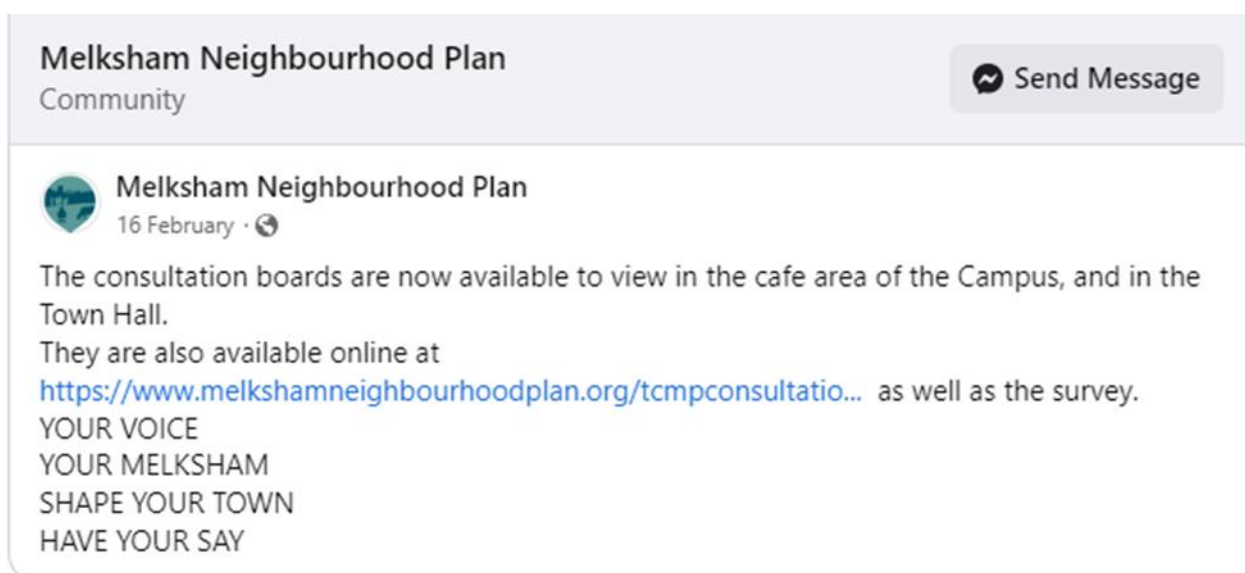 Melksham Neighbourhood Plan
Community
Send Message
Melksham Neighbourhood Plan
16 February ·
The consultation boards are now available to view in the cafe area of the Campus, and in the
Town Hall.
They are also available online at
https://www.melkshamneighbourhoodplan.org/tcmpconsultatio... as well as the survey.
YOUR VOICE
YOUR MELKSHAM
SHAPE YOUR TOWN
HAVE YOUR SAY